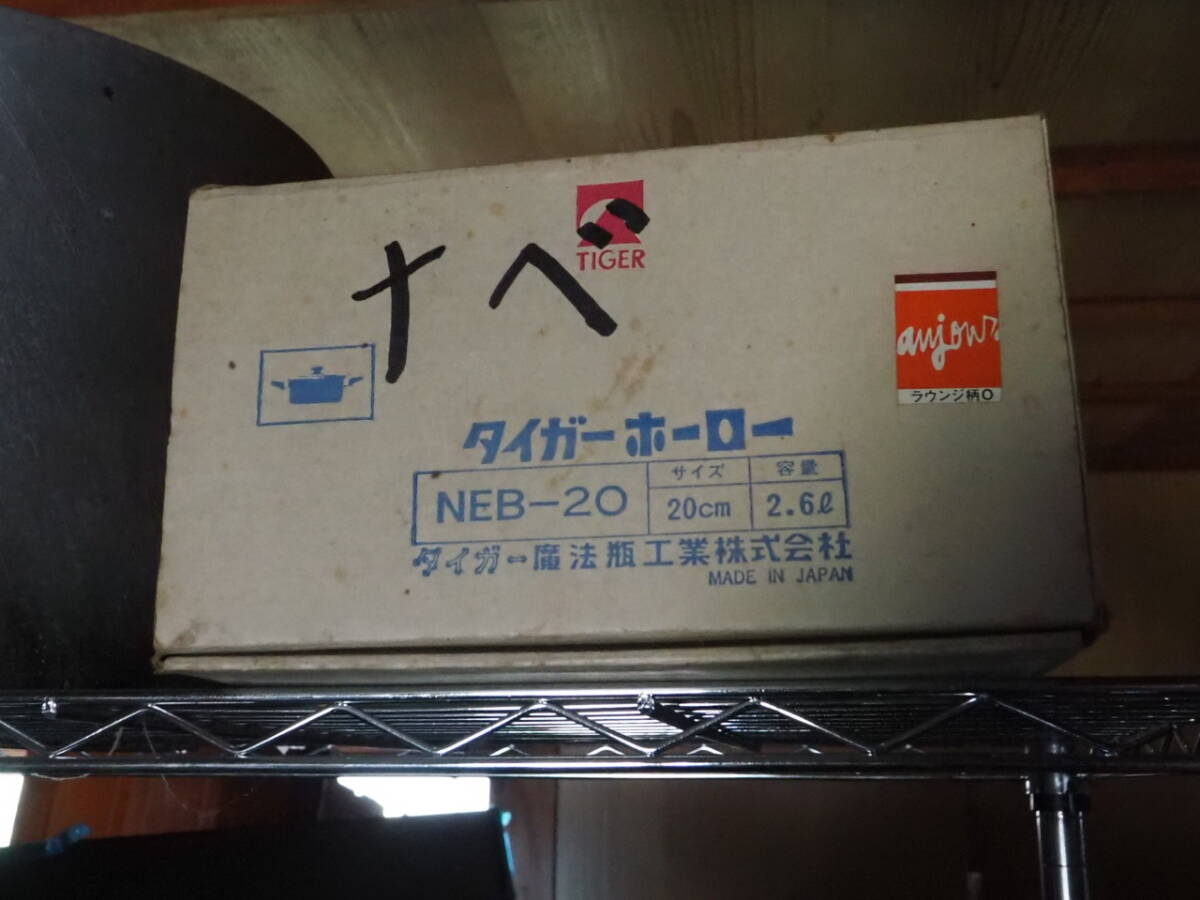 TIGER
ナベ
anjou
ラウンジ柄O
タイガーホーロー
NEB-20
サイズ
20cm
容量
2.6ℓ
タイガー魔法瓶工業株式会社
MADE IN JAPAN